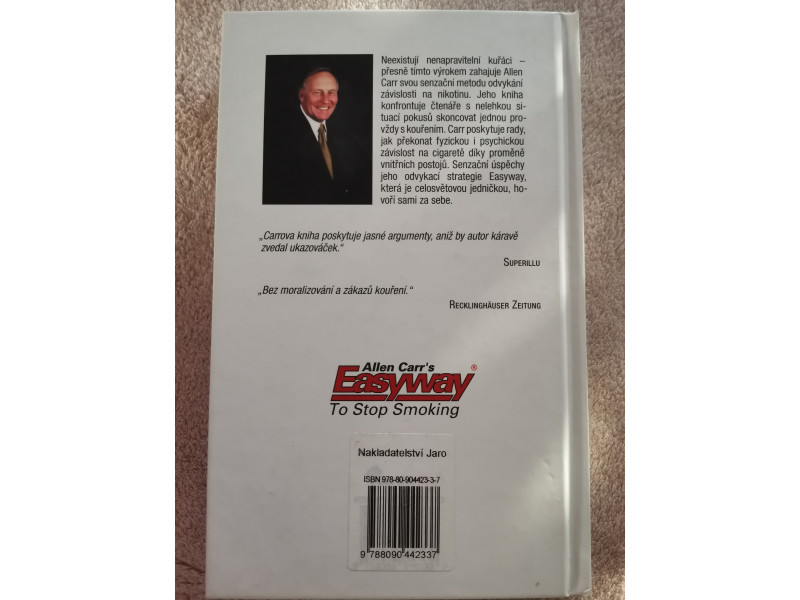 Neexistují nenapravitelní kuřáci –
přesně tímto výrokem zahajuje Allen
Carr svou senzační metodu odvykání
závislosti na nikotinu. Jeho kniha
konfrontuje čtenáře s nelehkou si-
tuací pokusů skoncovat jednou pro-
vždy s kouřením. Carr poskytuje rady,
jak překonat fyzickou i psychickou
závislost na cigaretě díky proměně
vnitřních postojů. Senzační úspěchy
jeho odvykací strategie Easyway,
která je celosvětovou jedničkou, ho-
voří sami za sebe.
„Carrova kniha poskytuje jasné argumenty, aniž by autor káravě
zvedal ukazováček.“
SUPERILLU
„Bez moralizování a zákazů kouření.“
RECKLINGHÄUSER ZEITUNG
Allen Carr's
Easyway®
To Stop Smoking
Nakladatelství Jaro
ISBN 978-80-904423-3-7
9 788090 442337